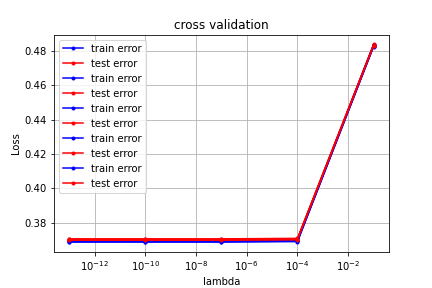 cross validation
0.48
0.46
0.44
0.42
0.40
0.38
Loss
train error
test error
train error
test error
train error
test error
train error
test error
train error
test error
10⁻¹² 10⁻¹⁰ 10⁻⁸ 10⁻⁶ 10⁻⁴ 10⁻²
lambda